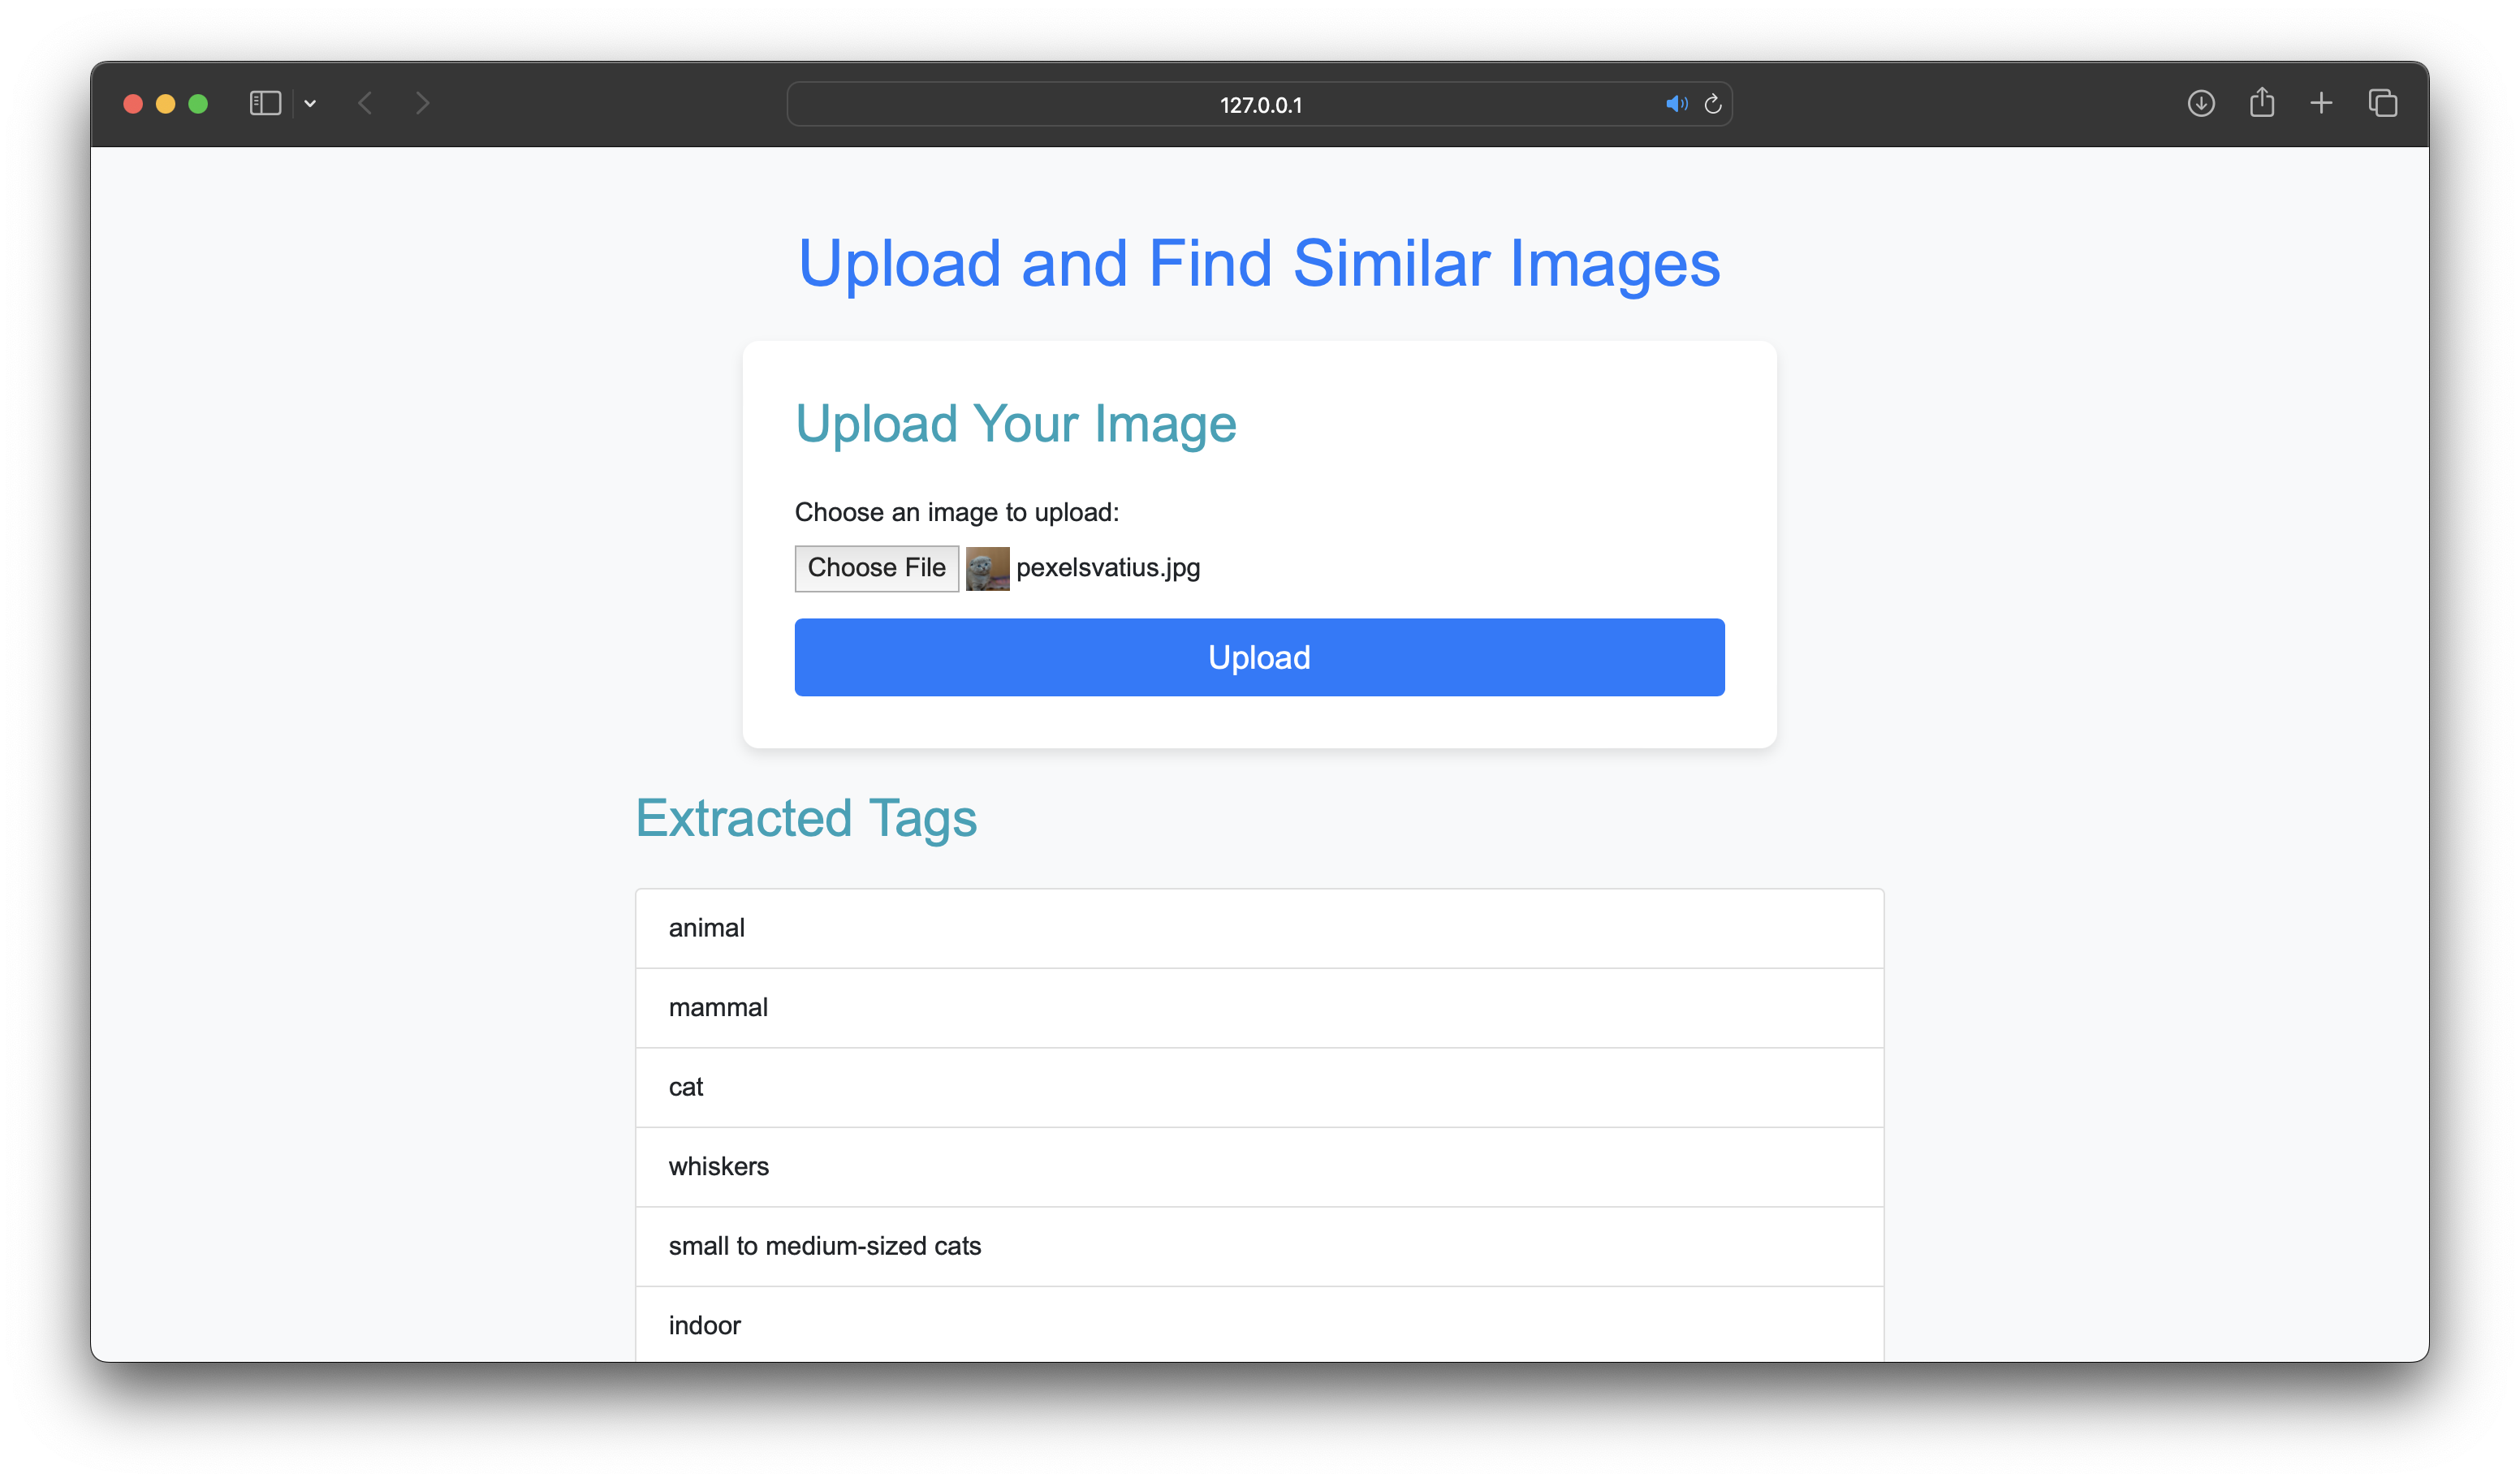 127.0.0.1
Upload and Find Similar Images
Upload Your Image
Choose an image to upload:
Choose File pexelsvatius.jpg
Upload
Extracted Tags
animal
mammal
cat
whiskers
small to medium-sized cats
indoor